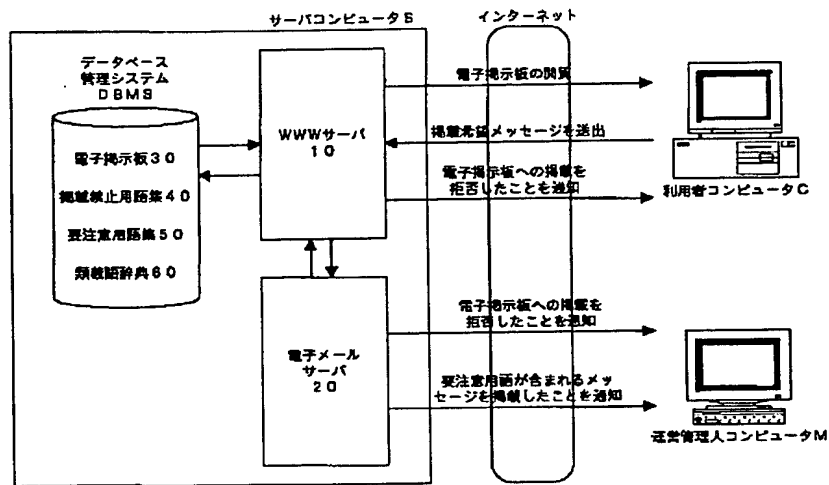 サーバコンピュータS
インターネット
データベース
管理システム
DBMS
電子掲示板30
掲載禁止用語集40
要注意用語集50
類義語辞典60
WWWサーバ
10
電子メール
サーバ
20
電子掲示板の閲覧
掲載希望メッセージを送出
電子掲示板への掲載を
拒否したことを通知
利用者コンピュータC
電子掲示板への掲載を
拒否したことを通知
要注意用語が含まれるメッ
セージを掲載したことを通知
運営管理人コンピュータM